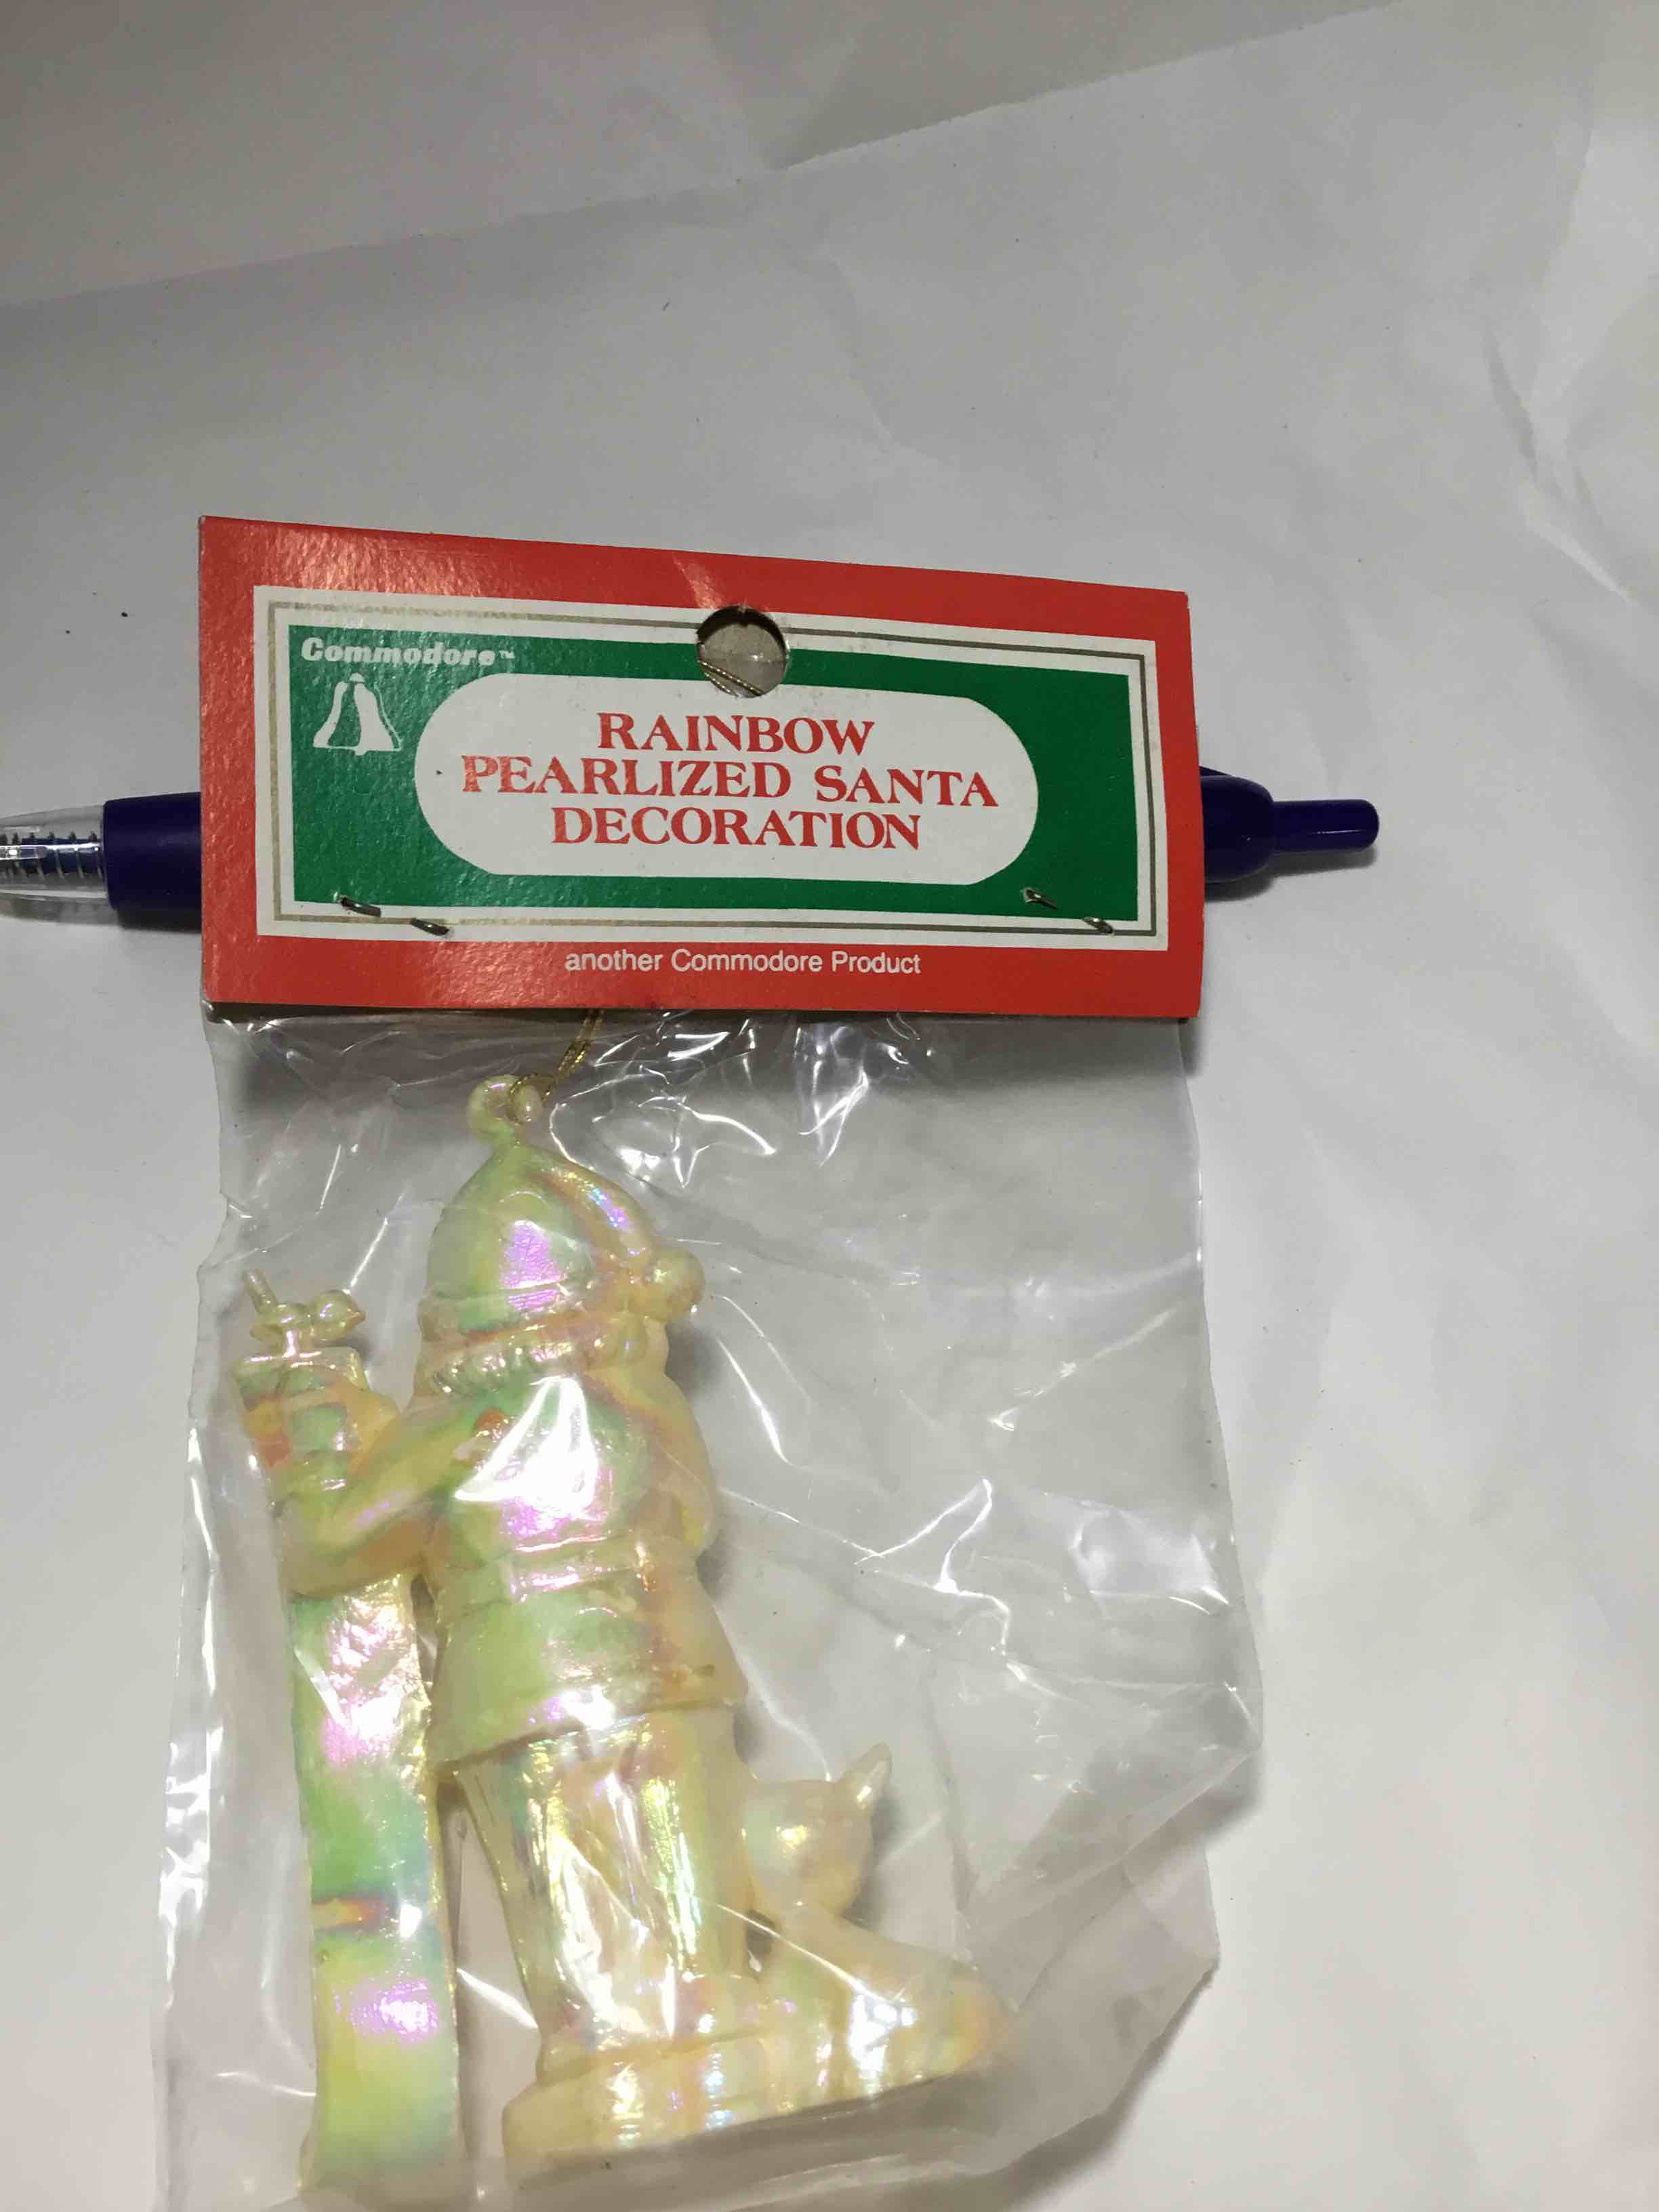 Commodore™
RAINBOW
PEARLIZED SANTA
DECORATION
another Commodore Product